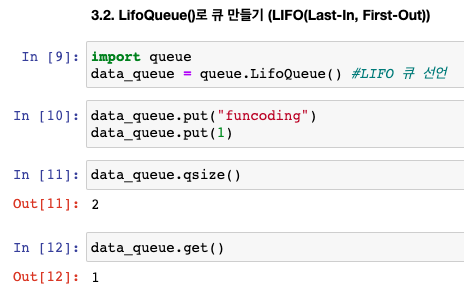 3.2. LifoQueue()로 큐 만들기 (LIFO(Last-In, First-Out))
In [9]: import queue
data_queue = queue.LifoQueue() #LIFO 큐 선언
In [10]: data_queue.put("funcoding")
data_queue.put(1)
In [11]: data_queue.qsize()
Out[11]: 2
In [12]: data_queue.get()
Out[12]: 1